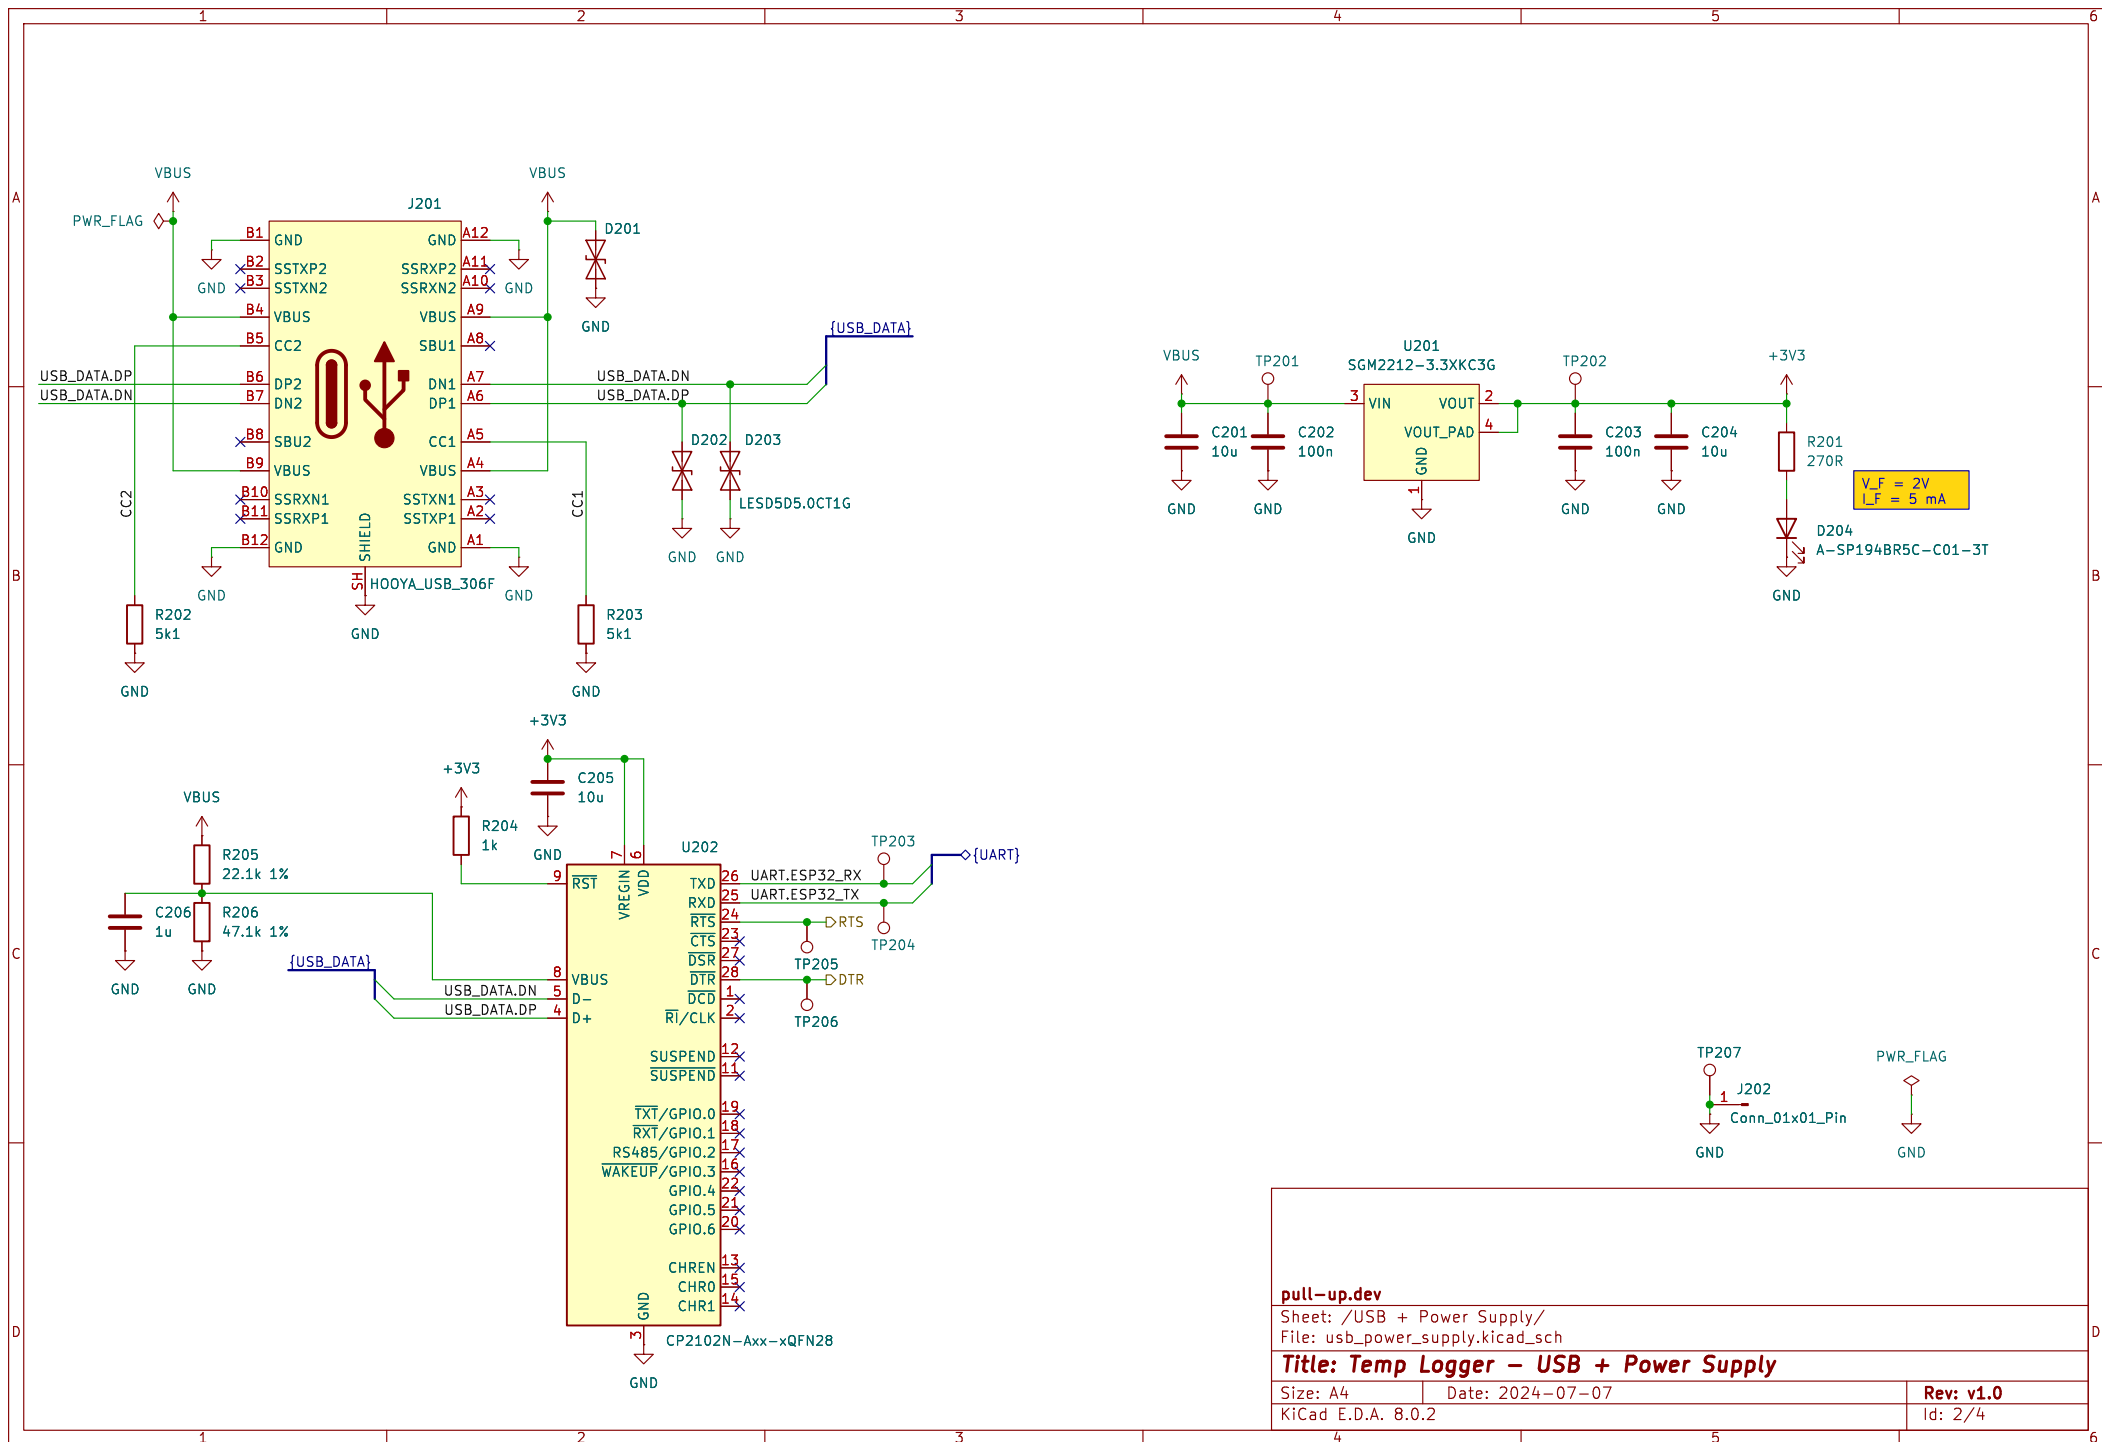 1 2 3 4 5 6
A
B
C
D
A
B
C
D
1 2 3 4 5 6
VBUS
PWR_FLAG
J201
B1 GND
B2 SSTXP2
B3 SSTXN2
B4 VBUS
B5 CC2
B6 DP2
B7 DN2
B8 SBU2
B9 VBUS
B10 SSRXN1
B11 SSRXP1
B12 GND
GND A12
SSRXP2 A11
SSRXN2 A10
VBUS A9
SBU1 A8
DN1 A7
DP1 A6
CC1 A5
VBUS A4
SSTXN1 A3
SSTXP1 A2
GND A1
SHIELD
SH
HOOYA_USB_306F
GND
GND
GND
GND
GND
USB_DATA.DP
USB_DATA.DN
CC2
R202
5k1
GND
VBUS
D201
GND
{USB_DATA}
USB_DATA.DN
USB_DATA.DP
D202
D203
LESD5D5.0CT1G
GND
GND
CC1
R203
5k1
GND
VBUS
TP201
U201
SGM2212-3.3XKC3G
TP202
+3V3
3 VIN
VOUT 2
VOUT_PAD 4
GND
1
GND
C201
10u
GND
C202
100n
GND
C203
100n
GND
C204
10u
GND
R201
270R
V_F = 2V
I_F = 5 mA
D204
A-SP194BR5C-C01-3T
GND
+3V3
C205
10u
GND
+3V3
R204
1k
VBUS
R205
22.1k 1%
C206
1u
GND
R206
47.1k 1%
GND
{USB_DATA}
USB_DATA.DN
USB_DATA.DP
U202
7 6
VREGIN
VDD
9 RST
8 VBUS
5 D-
4 D+
TXD 26
RXD 25
RTS 24
CTS 23
DSR 27
DTR 28
DCD 1
RI/CLK 2
SUSPEND 12
SUSPEND 11
TXT/GPIO.0 19
RXT/GPIO.1 18
RS485/GPIO.2 17
WAKEUP/GPIO.3 16
GPIO.4 22
GPIO.5 21
GPIO.6 20
CHREN 13
CHR0 15
CHR1 14
GND
3
CP2102N-Axx-xQFN28
GND
UART.ESP32_RX
UART.ESP32_TX
TP203
{UART}
TP204
RTS
TP205
DTR
TP206
TP207
1
J202
Conn_01x01_Pin
GND
PWR_FLAG
GND
pull-up.dev
Sheet: /USB + Power Supply/
File: usb_power_supply.kicad_sch
Title: Temp Logger - USB + Power Supply
Size: A4 Date: 2024-07-07 Rev: v1.0
KiCad E.D.A. 8.0.2 Id: 2/4